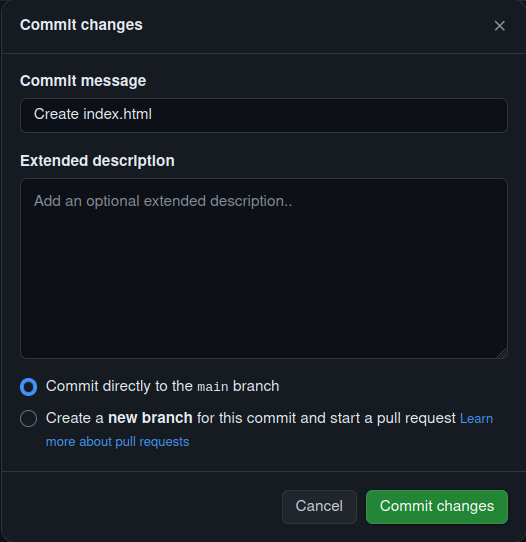 Commit changes
Commit message
Create index.html
Extended description
Add an optional extended description..
Commit directly to the main branch
Create a new branch for this commit and start a pull request Learn
more about pull requests
Cancel
Commit changes